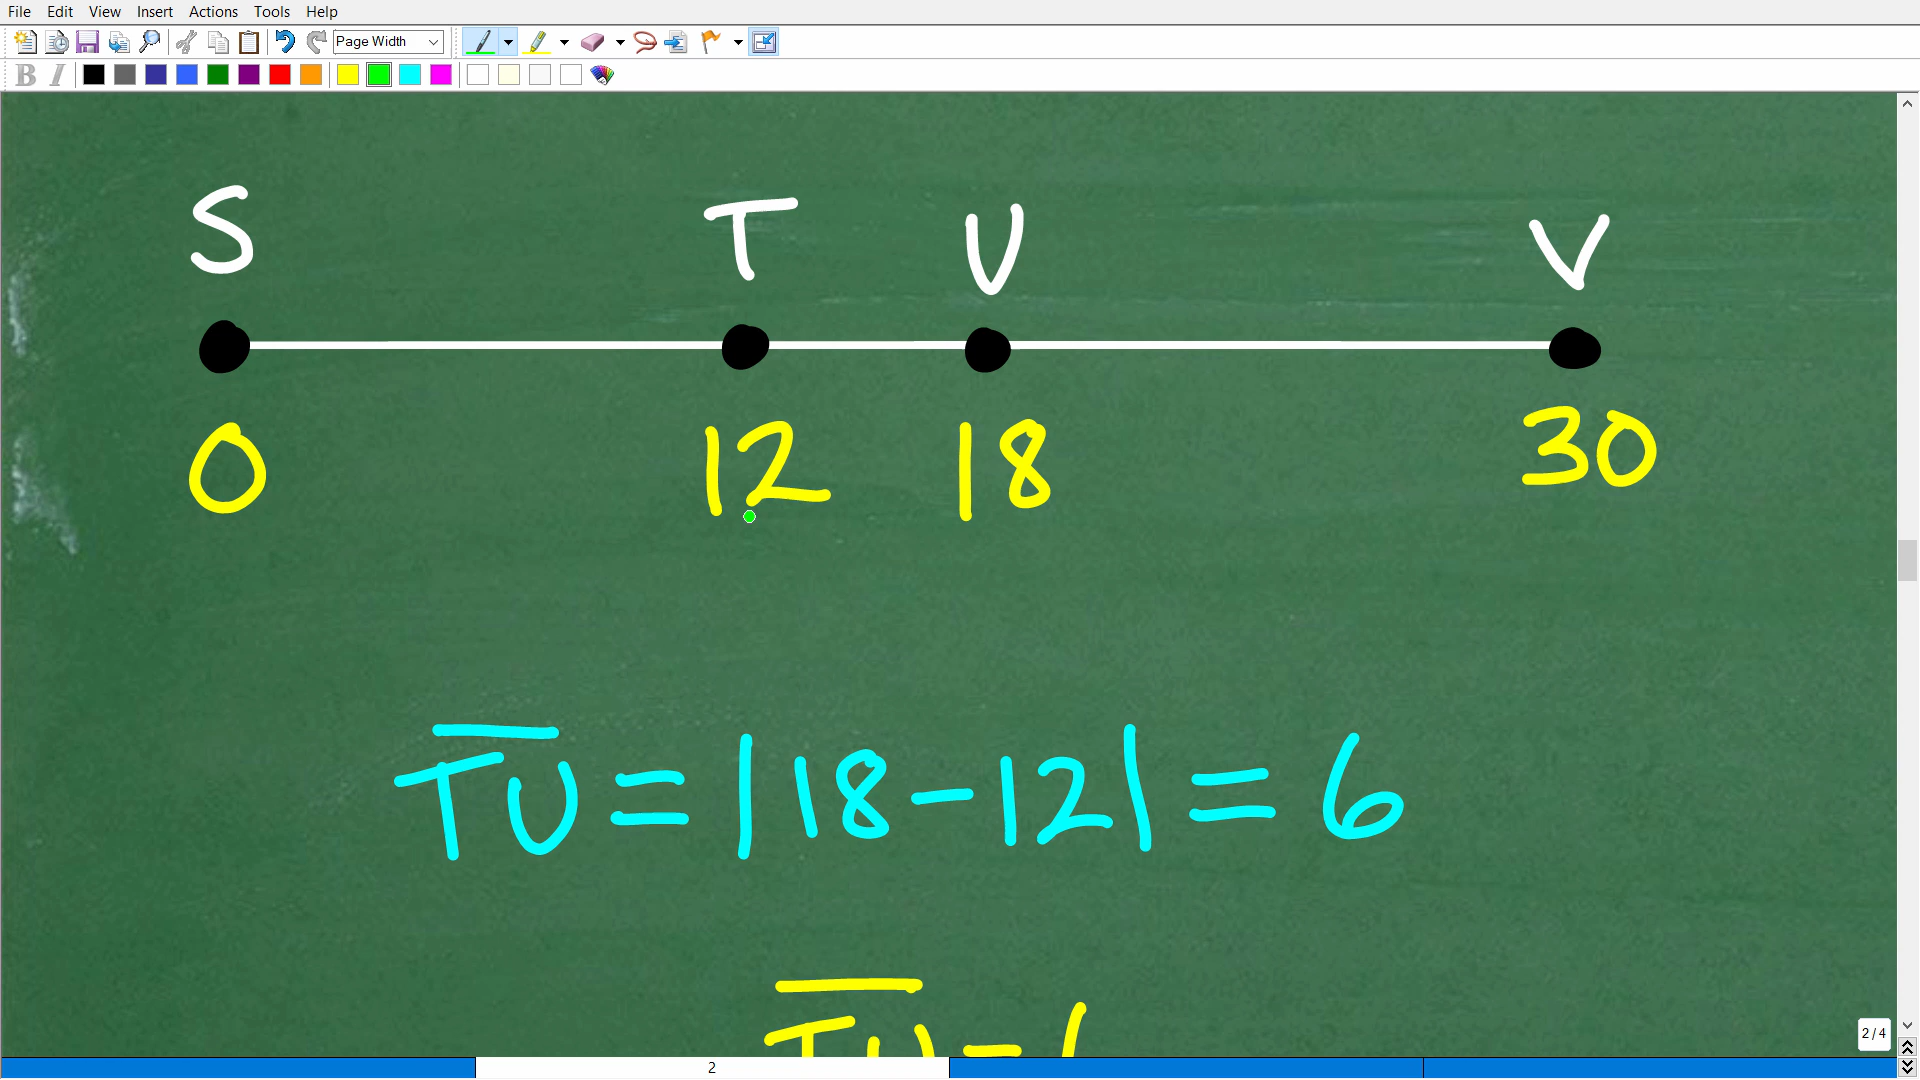 File Edit View Insert Actions Tools Help
Page Width
B I
S T U V
0 12 18 30
T̅U̅ = |18-12| = 6
2/4
2